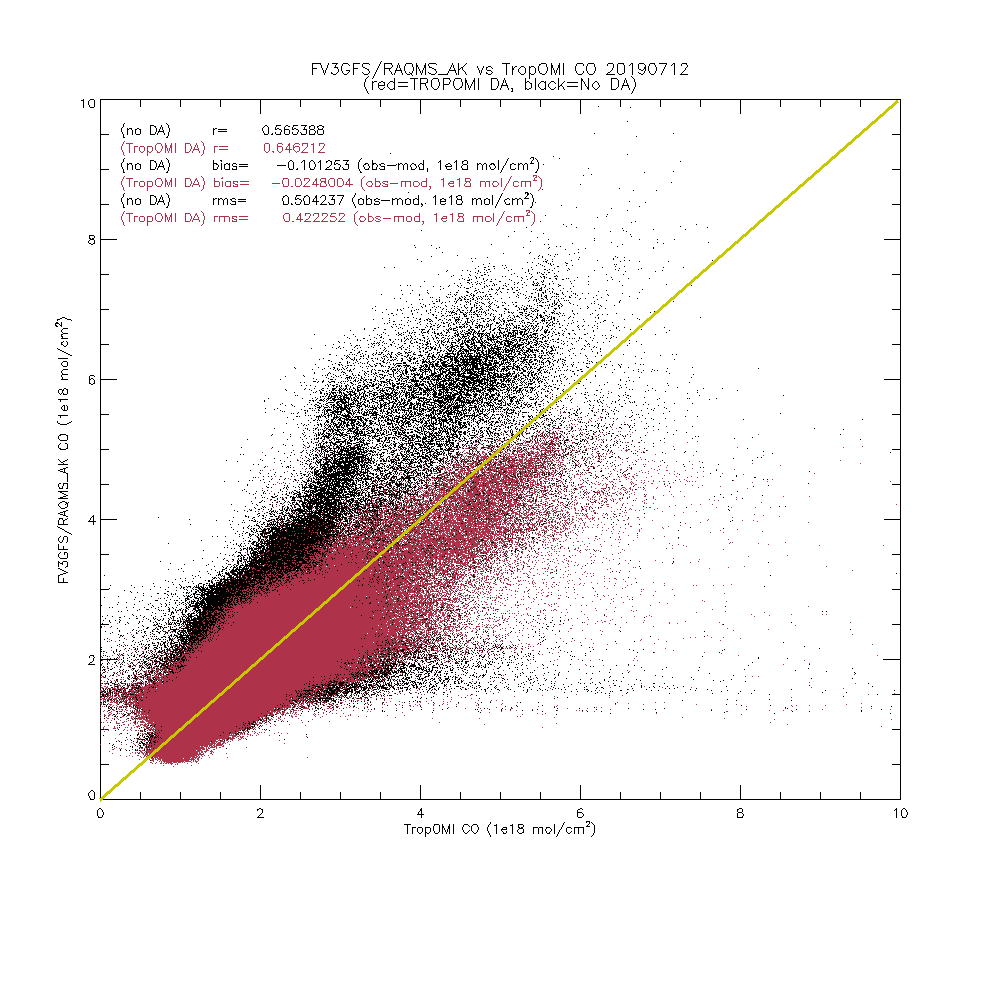 FV3GFS/RAQMS_AK vs TropOMI CO 20190712
(red=TROPOMI DA, black=No DA)
(no DA) r= 0.565388
(TropOMI DA) r= 0.646212
(no DA) bias= -0.101253 (obs-mod, 1e18 mol/cm²)
(TropOMI DA) bias= -0.0248004 (obs-mod, 1e18 mol/cm²)
(no DA) rms= 0.504237 (obs-mod, 1e18 mol/cm²)
(TropOMI DA) rms= 0.422252 (obs-mod, 1e18 mol/cm²)
10
8
6
4
2
0
FV3GFS/RAQMS_AK CO (1e18 mol/cm²)
0 2 4 6 8 10
TropOMI CO (1e18 mol/cm²)